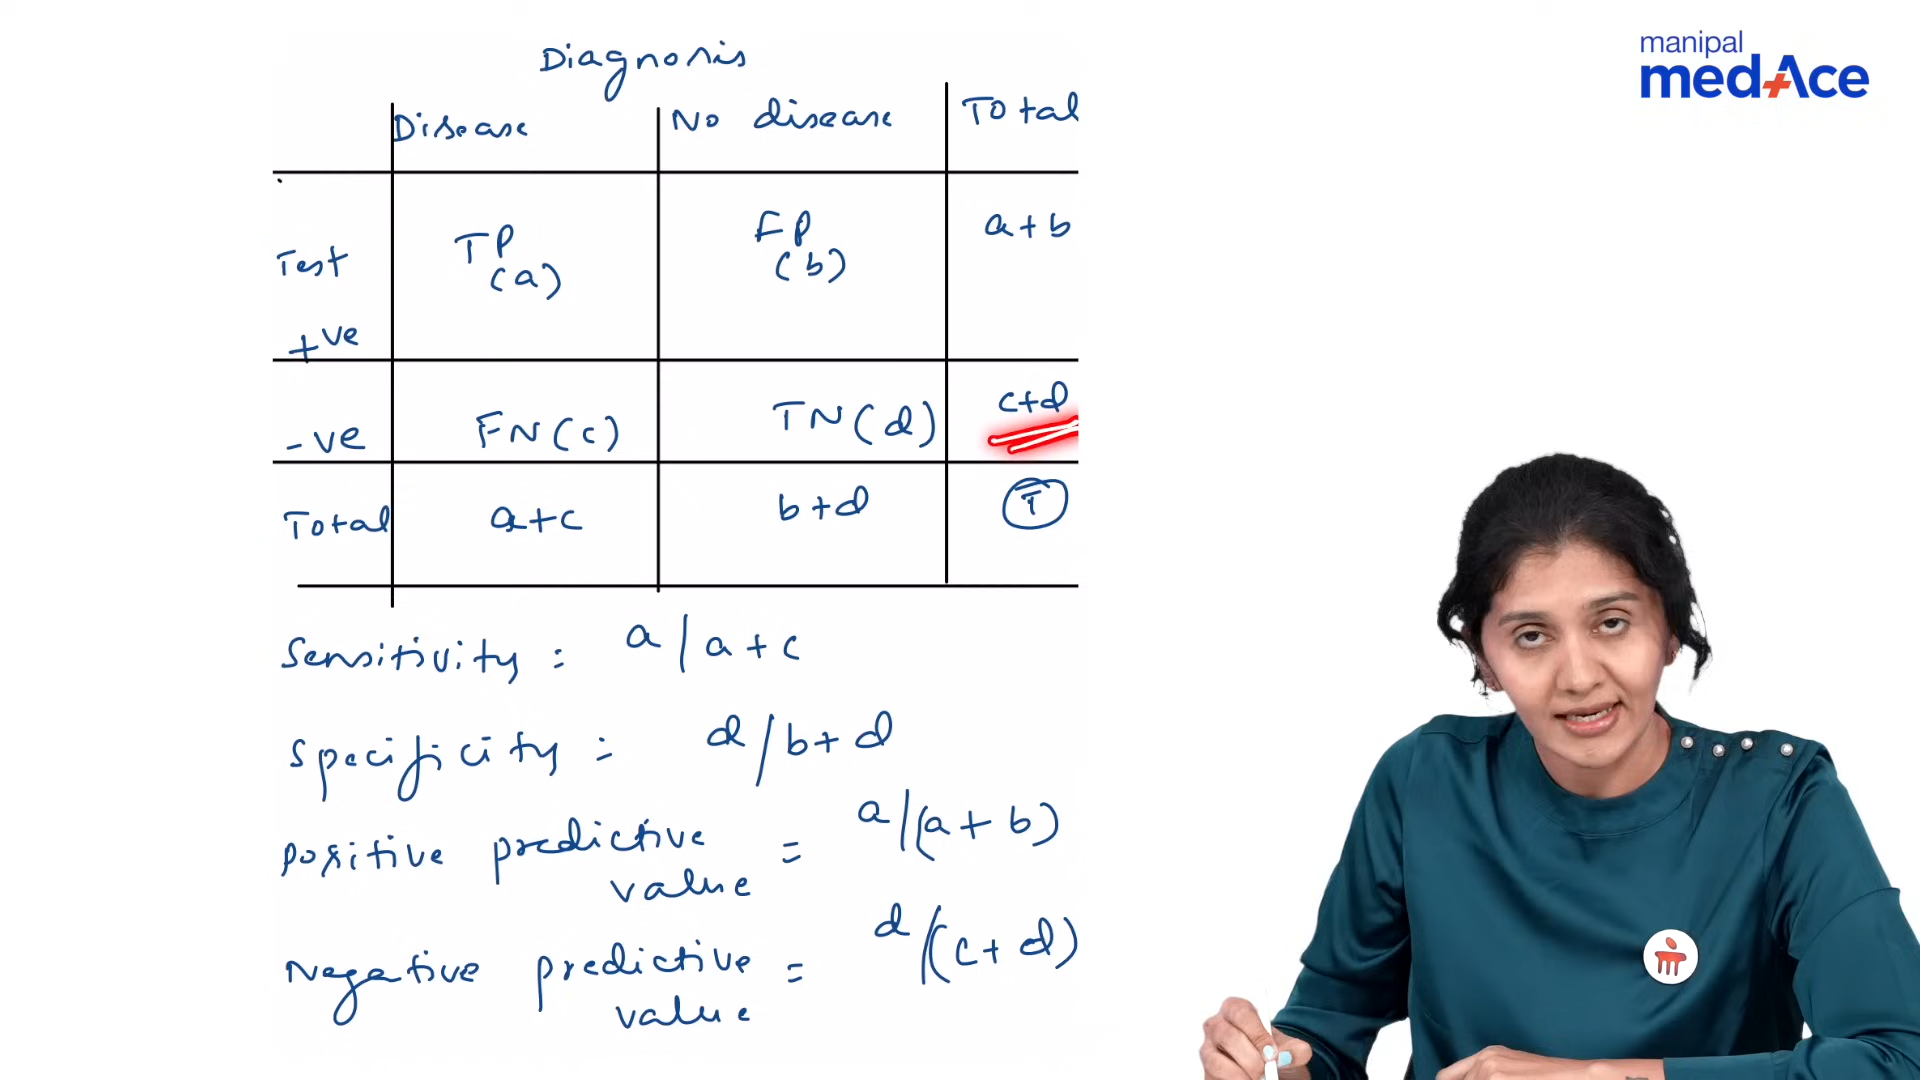 manipal
medAce
Diagnosis
Disease No disease Total
Test +ve TP (a) FP (b) a+b
-ve FN(c) TN(d) c+d
Total a+c b+d T
Sensitivity : a/a+c
Specificity : d/b+d
Positive predictive value = a/(a+b)
Negative predictive value = d/(c+d)